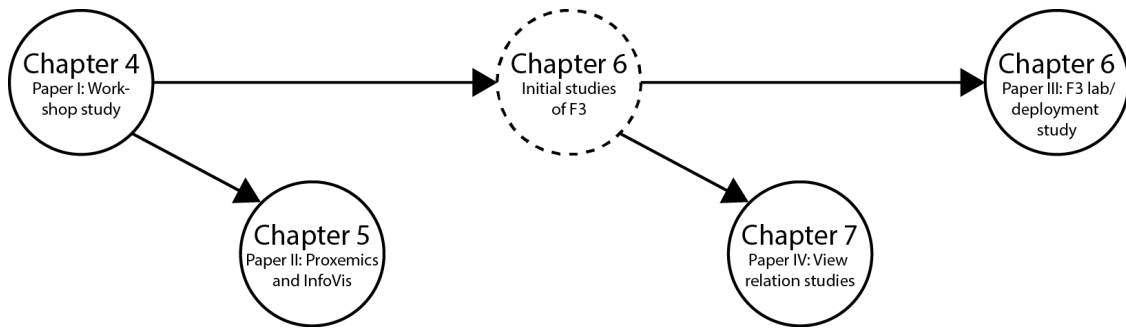 Chapter 4
Paper I: Work-
shop study
Chapter 6
Initial studies
of F3
Chapter 6
Paper III: F3 lab/
deployment
study
Chapter 5
Paper II: Proxemics
and InfoVis
Chapter 7
Paper IV: View
relation studies